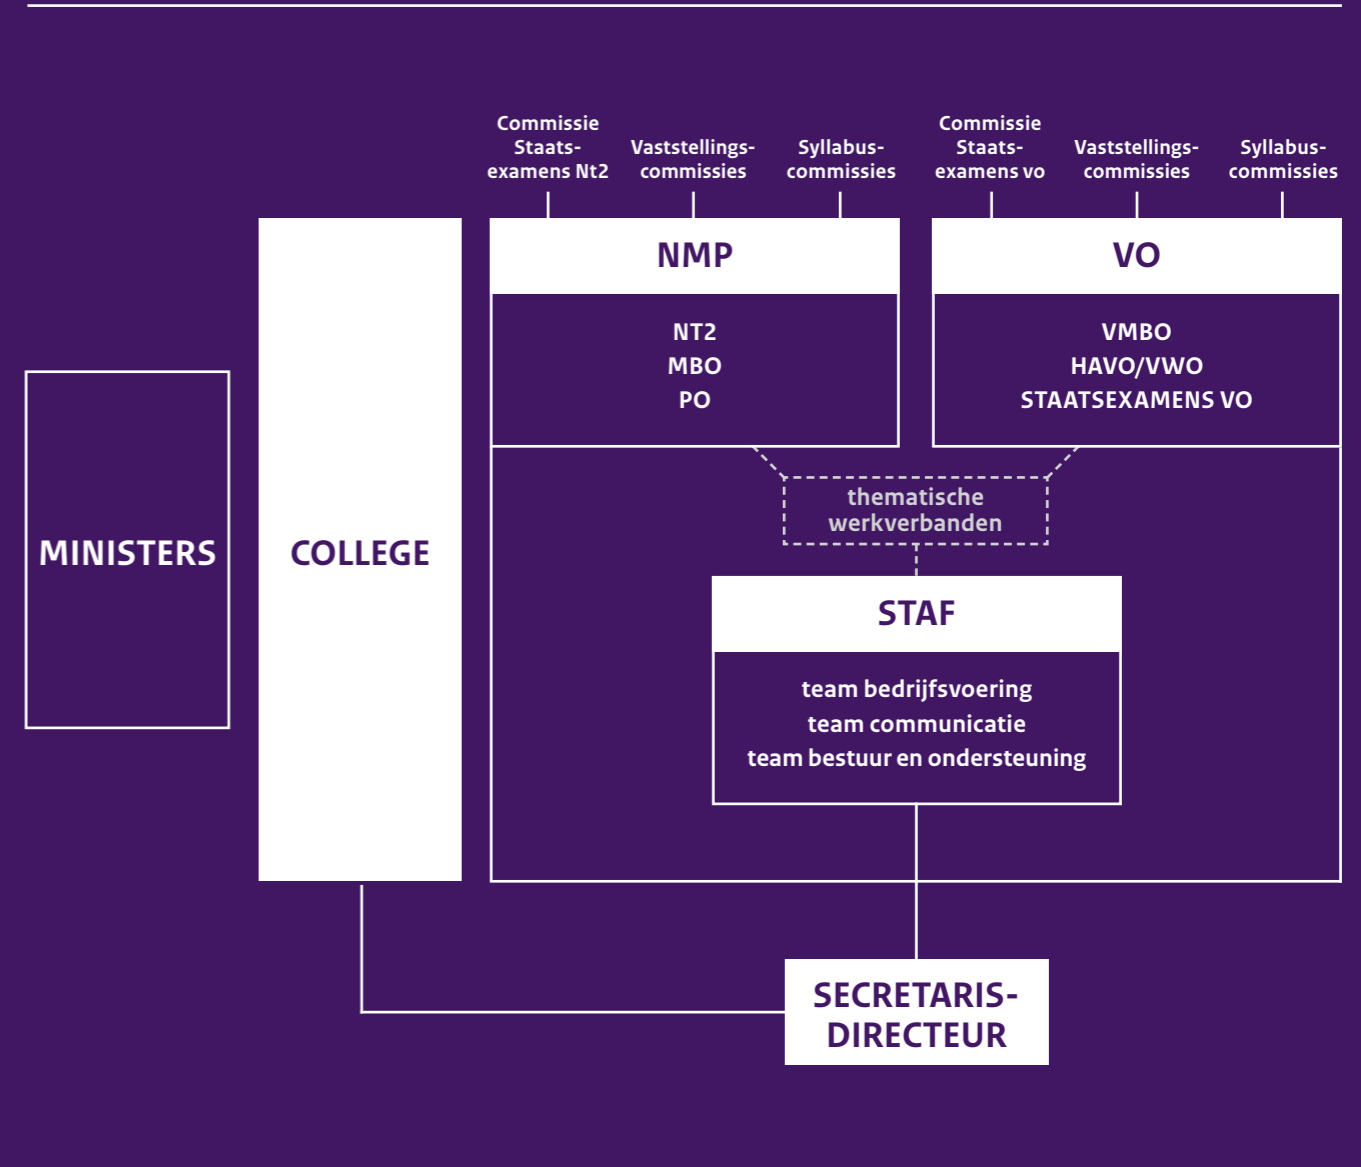 Commissie
Staats-
examens Nt2
Vaststellings-
commissies
Syllabus-
commissies
Commissie
Staats-
examens vo
Vaststellings-
commissies
Syllabus-
commissies
NMP
NT2
MBO
PO
VO
VMBO
HAVO/VWO
STAATSEXAMENS VO
MINISTERS
COLLEGE
thematische
werkverbanden
STAF
team bedrijfsvoering
team communicatie
team bestuur en ondersteuning
SECRETARIS-
DIRECTEUR